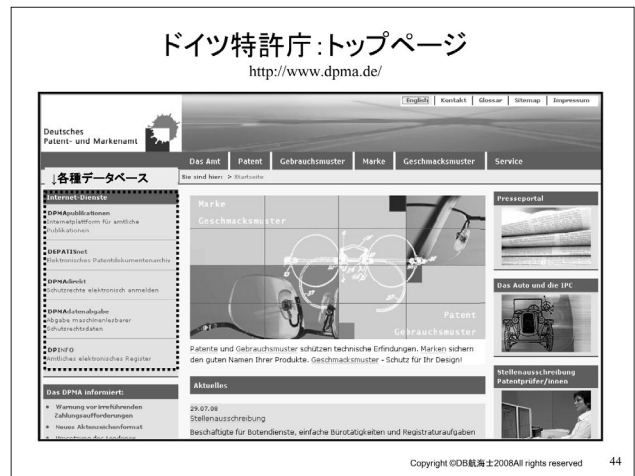 ドイツ特許庁：トップページ
http://www.dpma.de/
English | Kontakt | Glossar | Sitemap | Impressum
Deutsches
Patent- und Markenamt
Das Amt | Patent | Gebrauchsmuster | Marke | Geschmacksmuster | Service
↓各種データベース
Sie sind hier: > Startseite
Internet-Dienste
DPMApublikationen
Internetplattform für amtliche
Publikationen
DEPATISnet
Elektronisches Patentdokumentenarchiv
DPMAdirekt
Schutzrechte elektronisch anmelden
DPMAdatenabgabe
Abgabe maschinenlesbarer
Schutzrechtsdaten
DPINFO
Amtliches elektronisches Register
Das DPMA informiert:
Warnung vor irreführenden
Zahlungsaufforderungen
Neues Aktenzeichenformat
Marke
Geschmacksmuster
Patent
Gebrauchsmuster
Patente und Gebrauchsmuster schützen technische Erfindungen. Marken sichern
den guten Namen Ihrer Produkte. Geschmacksmuster - Schutz für Ihr Design!
Aktuelles
29.07.08
Stellenausschreibung
Beschäftigte für Botendienste, einfache Bürotätigkeiten und Registraturaufgaben
Presseportal
Das Auto und die IPC
Stellenausschreibung
Patentprüfer/innen
Copyright ©DB航海士2008All rights reserved
44